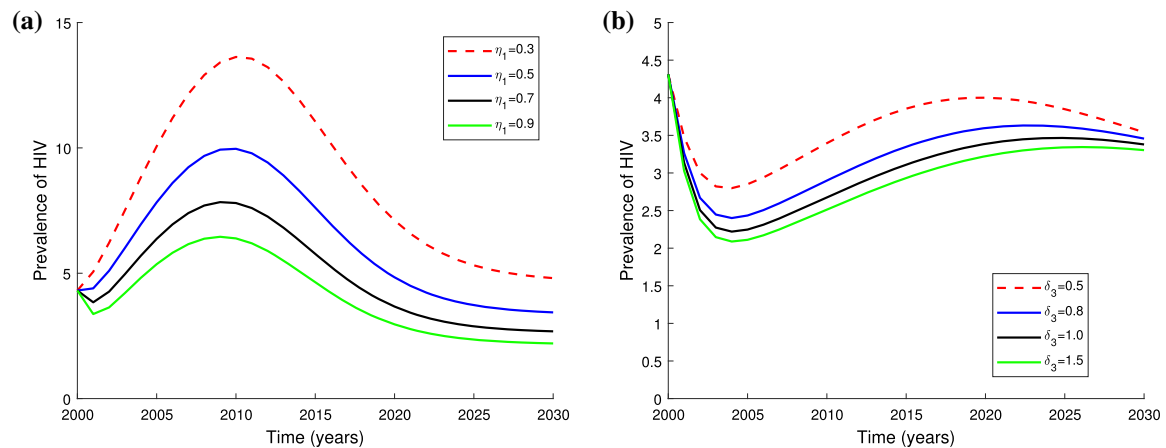 (a)
15
10
5
0
Prevalence of HIV
2000 2005 2010 2015 2020 2025 2030
Time (years)
η₁=0.3
η₁=0.5
η₁=0.7
η₁=0.9
(b)
5
4.5
4
3.5
3
2.5
2
1.5
1
0.5
0
Prevalence of HIV
2000 2005 2010 2015 2020 2025 2030
Time (years)
δ₃=0.5
δ₃=0.8
δ₃=1.0
δ₃=1.5